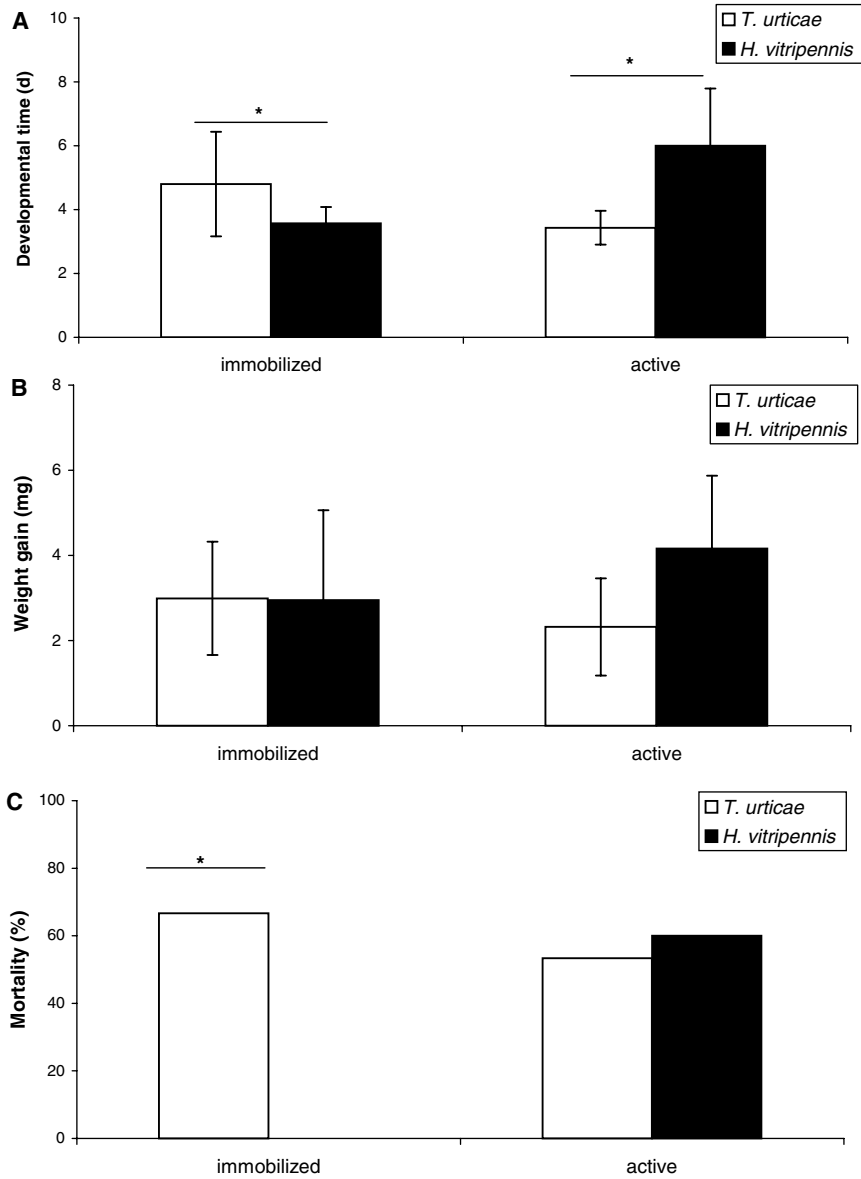 A
T. urticae
H. vitripennis
Developmental time (d)
10
8
6
4
2
0
*
*
immobilized
active
B
T. urticae
H. vitripennis
Weight gain (mg)
8
6
4
2
0
immobilized
active
C
T. urticae
H. vitripennis
Mortality (%)
100
80
60
40
20
0
*
immobilized
active